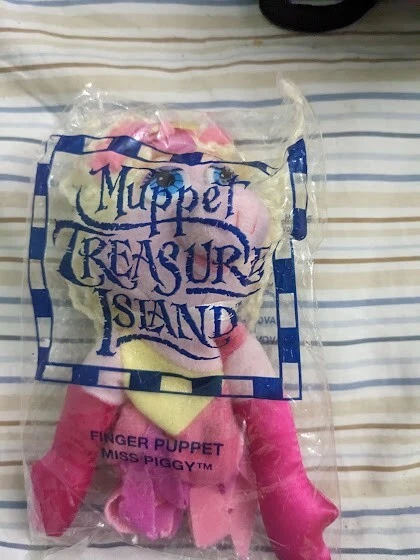 Muppet
TREASURE
ISLAND
FINGER PUPPET
MISS PIGGY™